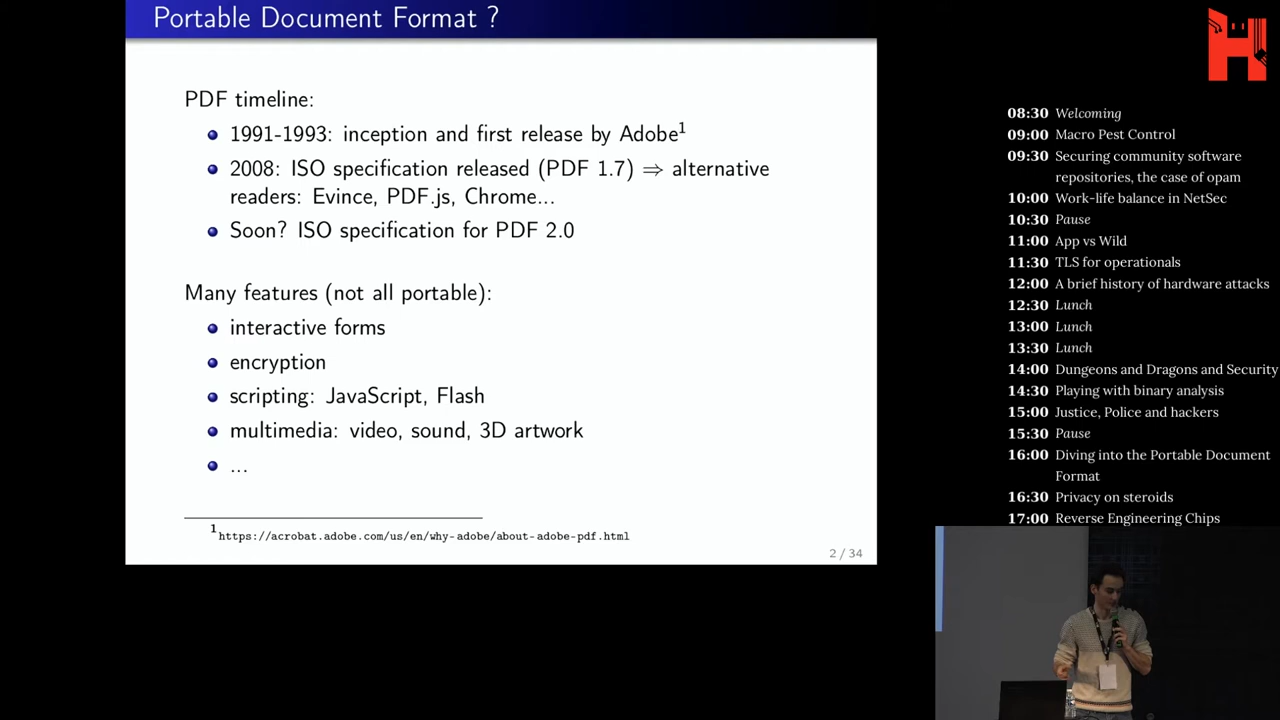 Portable Document Format ?
PDF timeline:
1991-1993: inception and first release by Adobe1
2008: ISO specification released (PDF 1.7) ⇒ alternative
readers: Evince, PDF.js, Chrome...
Soon? ISO specification for PDF 2.0
Many features (not all portable):
interactive forms
encryption
scripting: JavaScript, Flash
multimedia: video, sound, 3D artwork
...
1https://acrobat.adobe.com/us/en/why-adobe/about-adobe-pdf.html
2 / 34
08:30 Welcoming
09:00 Macro Pest Control
09:30 Securing community software
repositories, the case of opam
10:00 Work-life balance in NetSec
10:30 Pause
11:00 App vs Wild
11:30 TLS for operationals
12:00 A brief history of hardware attacks
12:30 Lunch
13:00 Lunch
13:30 Lunch
14:00 Dungeons and Dragons and Security
14:30 Playing with binary analysis
15:00 Justice, Police and hackers
15:30 Pause
16:00 Diving into the Portable Document
Format
16:30 Privacy on steroids
17:00 Reverse Engineering Chips